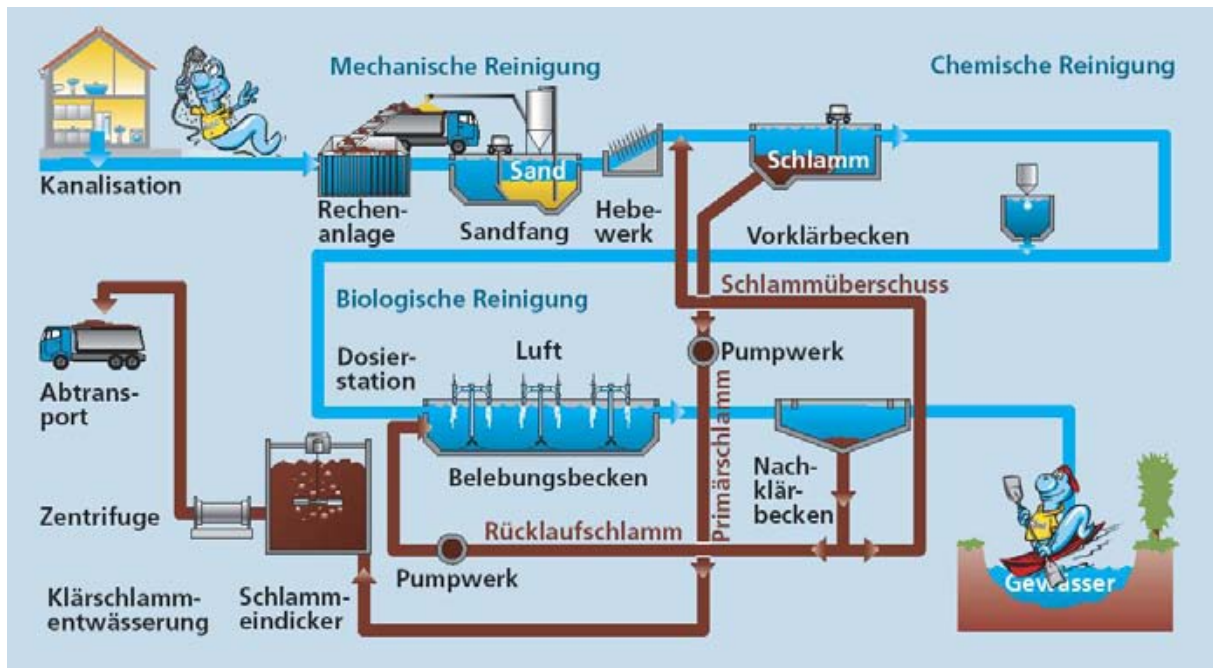 Mechanische Reinigung
Chemische Reinigung
Kanalisation
Rechen-
anlage
Sand
Sandfang
Hebe-
werk
Schlamm
Vorklärbecken
Schlammüberschuss
Biologische Reinigung
Dosier-
station
Luft
Pumpwerk
Abtrans-
port
Primärschlamm
Belebungsbecken
Nach-
klär-
becken
Zentrifuge
Rücklaufschlamm
Pumpwerk
Gewässer
Klärschlamm-
entwässerung
Schlamm-
eindicker